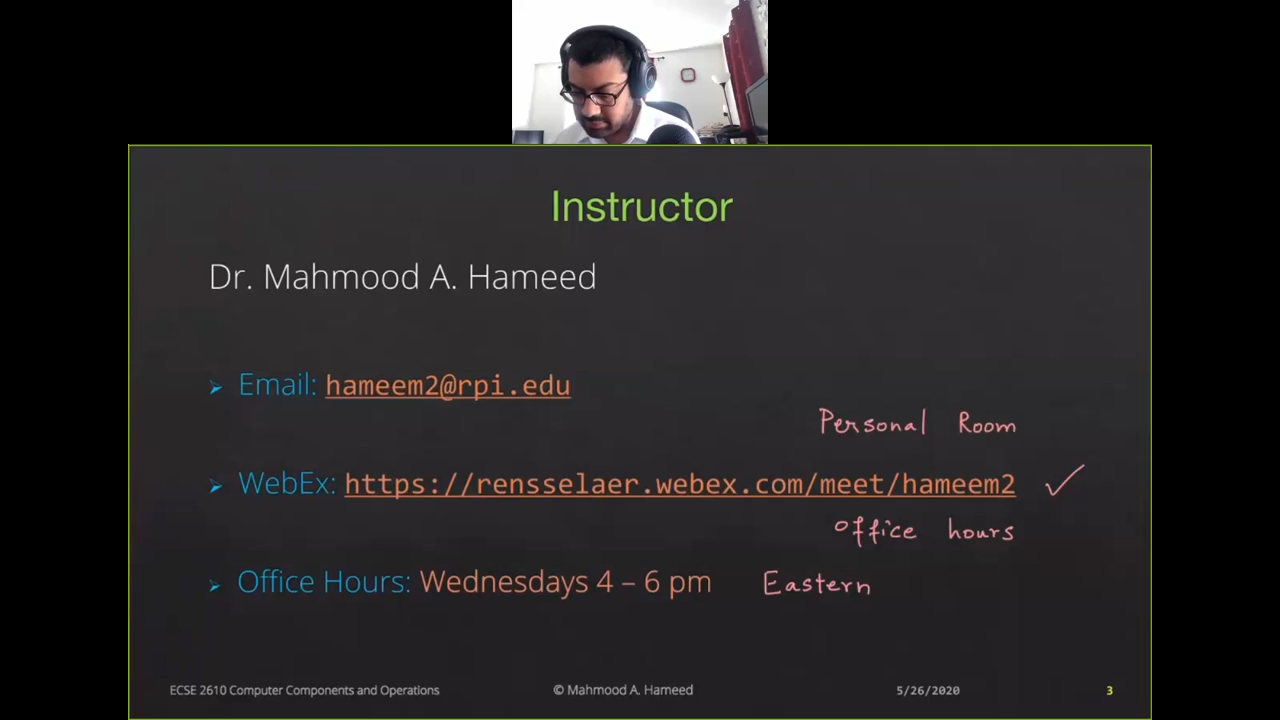 Instructor
Dr. Mahmood A. Hameed
Email: hameem2@rpi.edu
Personal Room
WebEx: https://rensselaer.webex.com/meet/hameem2
office hours
Office Hours: Wednesdays 4 – 6 pm Eastern
ECSE 2610 Computer Components and Operations © Mahmood A. Hameed 5/26/2020 3